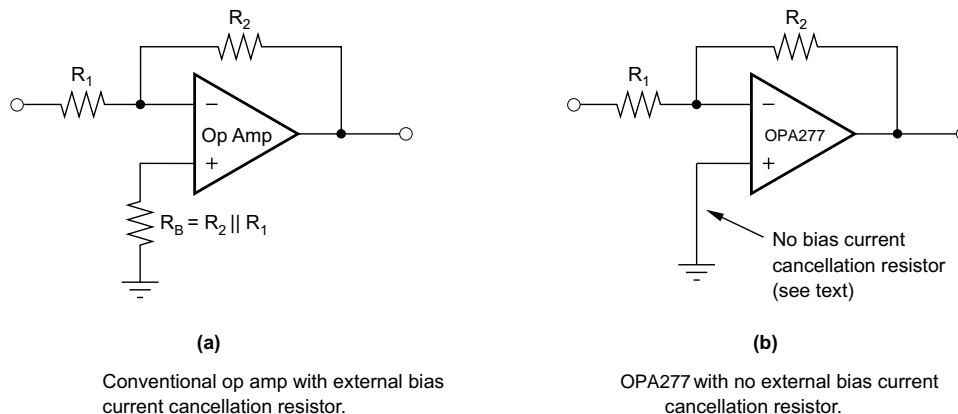 R2
R1
−
Op Amp
+
RB = R2 || R1
(a)
Conventional op amp with external bias
current cancellation resistor.
R2
R1
−
OPA277
+
No bias current
cancellation resistor
(see text)
(b)
OPA277 with no external bias current
cancellation resistor.